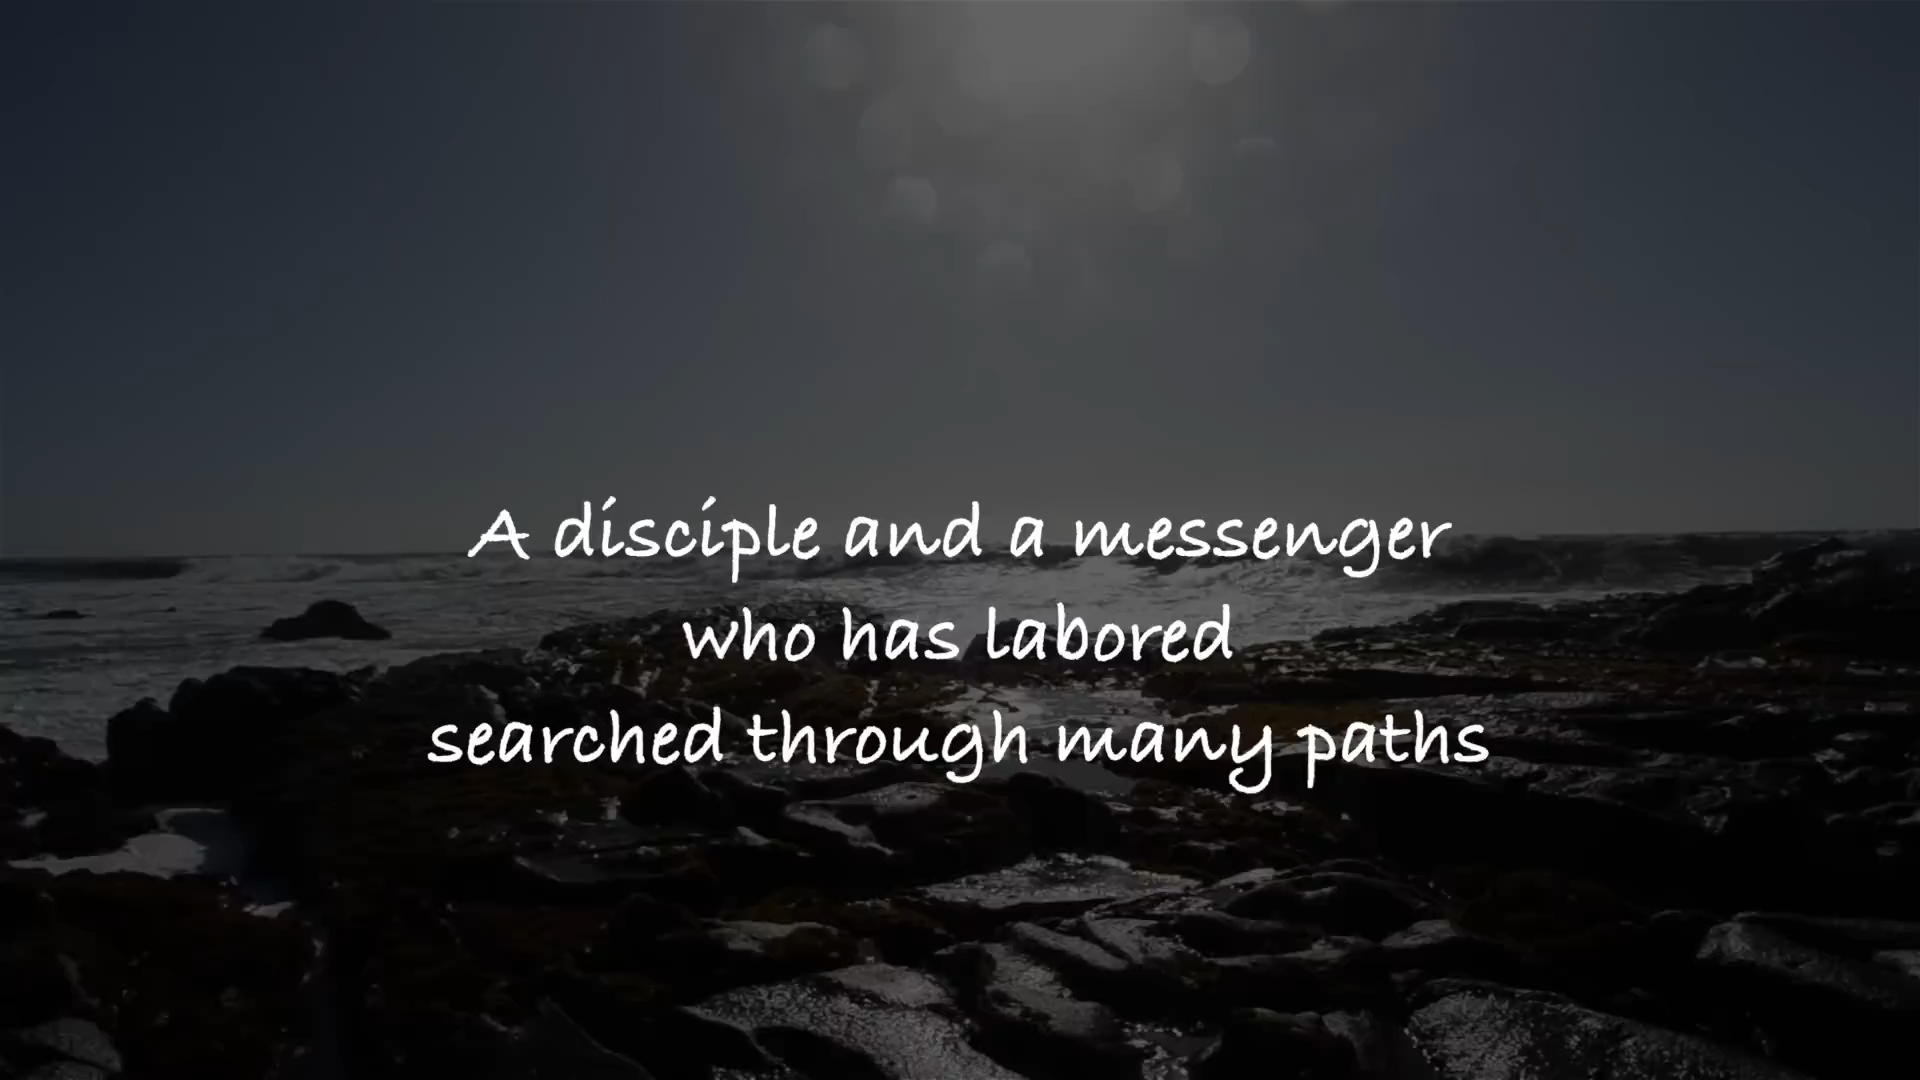 A disciple and a messenger
who has labored
searched through many paths